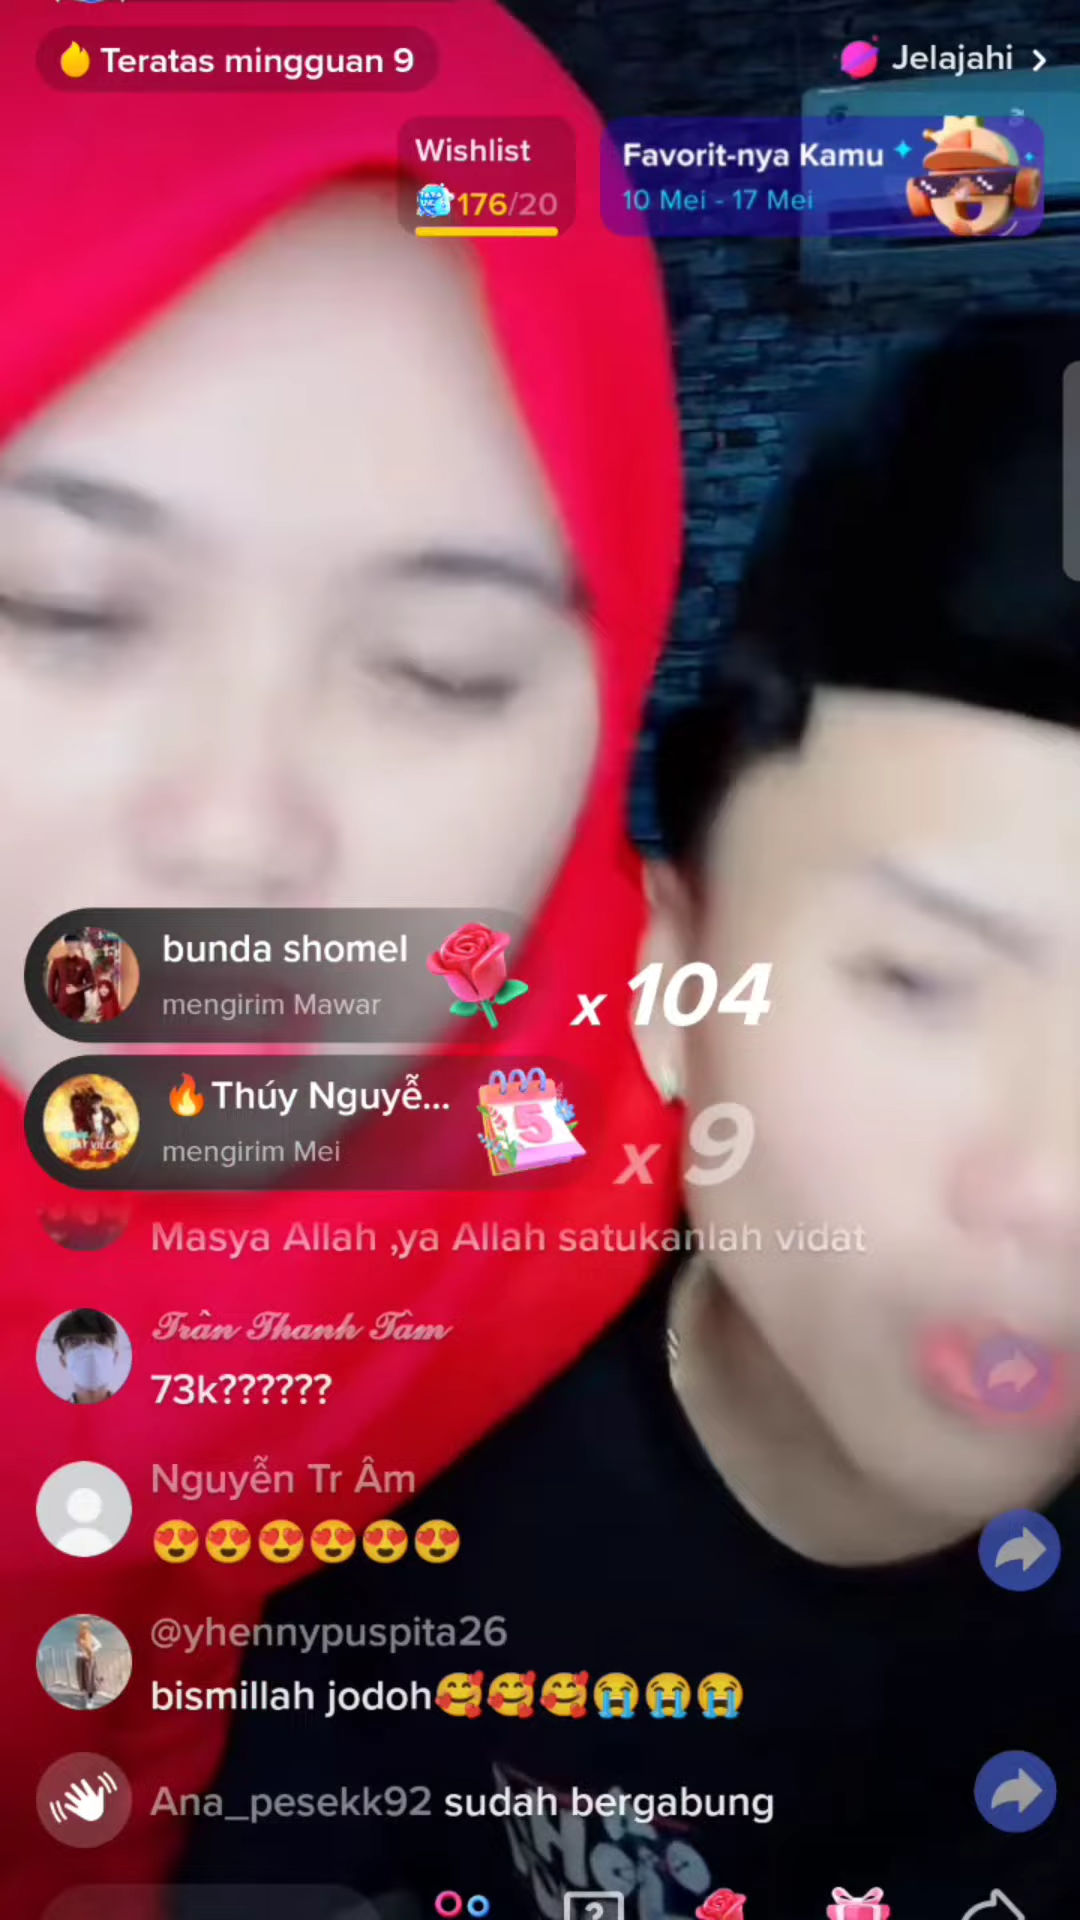 Teratas mingguan 9
Jelajahi
Wishlist
176/20
Favorit-nya Kamu
10 Mei - 17 Mei
bunda shomel
mengirim Mawar
x 104
Thúy Nguyễ...
mengirim Mei
5
x 9
Masya Allah ,ya Allah satukanlah vidat
Trân Thanh Tâm
73k??????
Nguyễn Tr Âm
😍😍😍😍😍😍
@yhennypuspita26
bismillah jodoh🥰🥰🥰😭😭😭
Ana_pesekk92 sudah bergabung